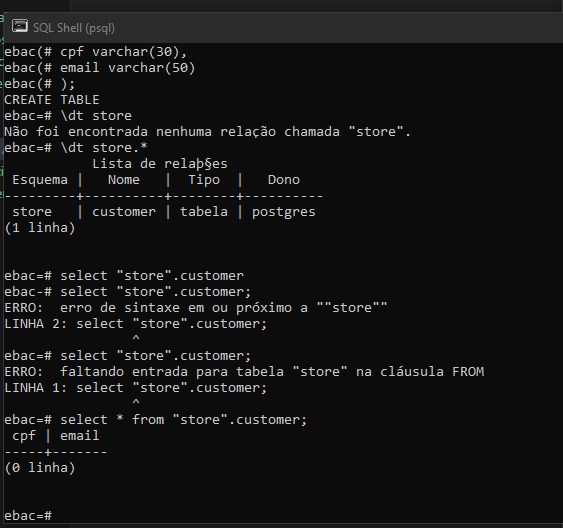 SQL Shell (psql)
ebac(# cpf varchar(30),
ebac(# email varchar(50)
ebac(# );
CREATE TABLE
ebac=# \dt store
Não foi encontrada nenhuma relação chamada "store".
ebac=# \dt store.*
Lista de relaþ§es
Esquema | Nome | Tipo | Dono
---------+----------+--------+----------
store | customer | tabela | postgres
(1 linha)
ebac=# select "store".customer
ebac-# select "store".customer;
ERRO: erro de sintaxe em ou próximo a ""store""
LINHA 2: select "store".customer;
^
ebac=# select "store".customer;
ERRO: faltando entrada para tabela "store" na cláusula FROM
LINHA 1: select "store".customer;
^
ebac=# select * from "store".customer;
cpf | email
-----+-------
(0 linha)
ebac=#